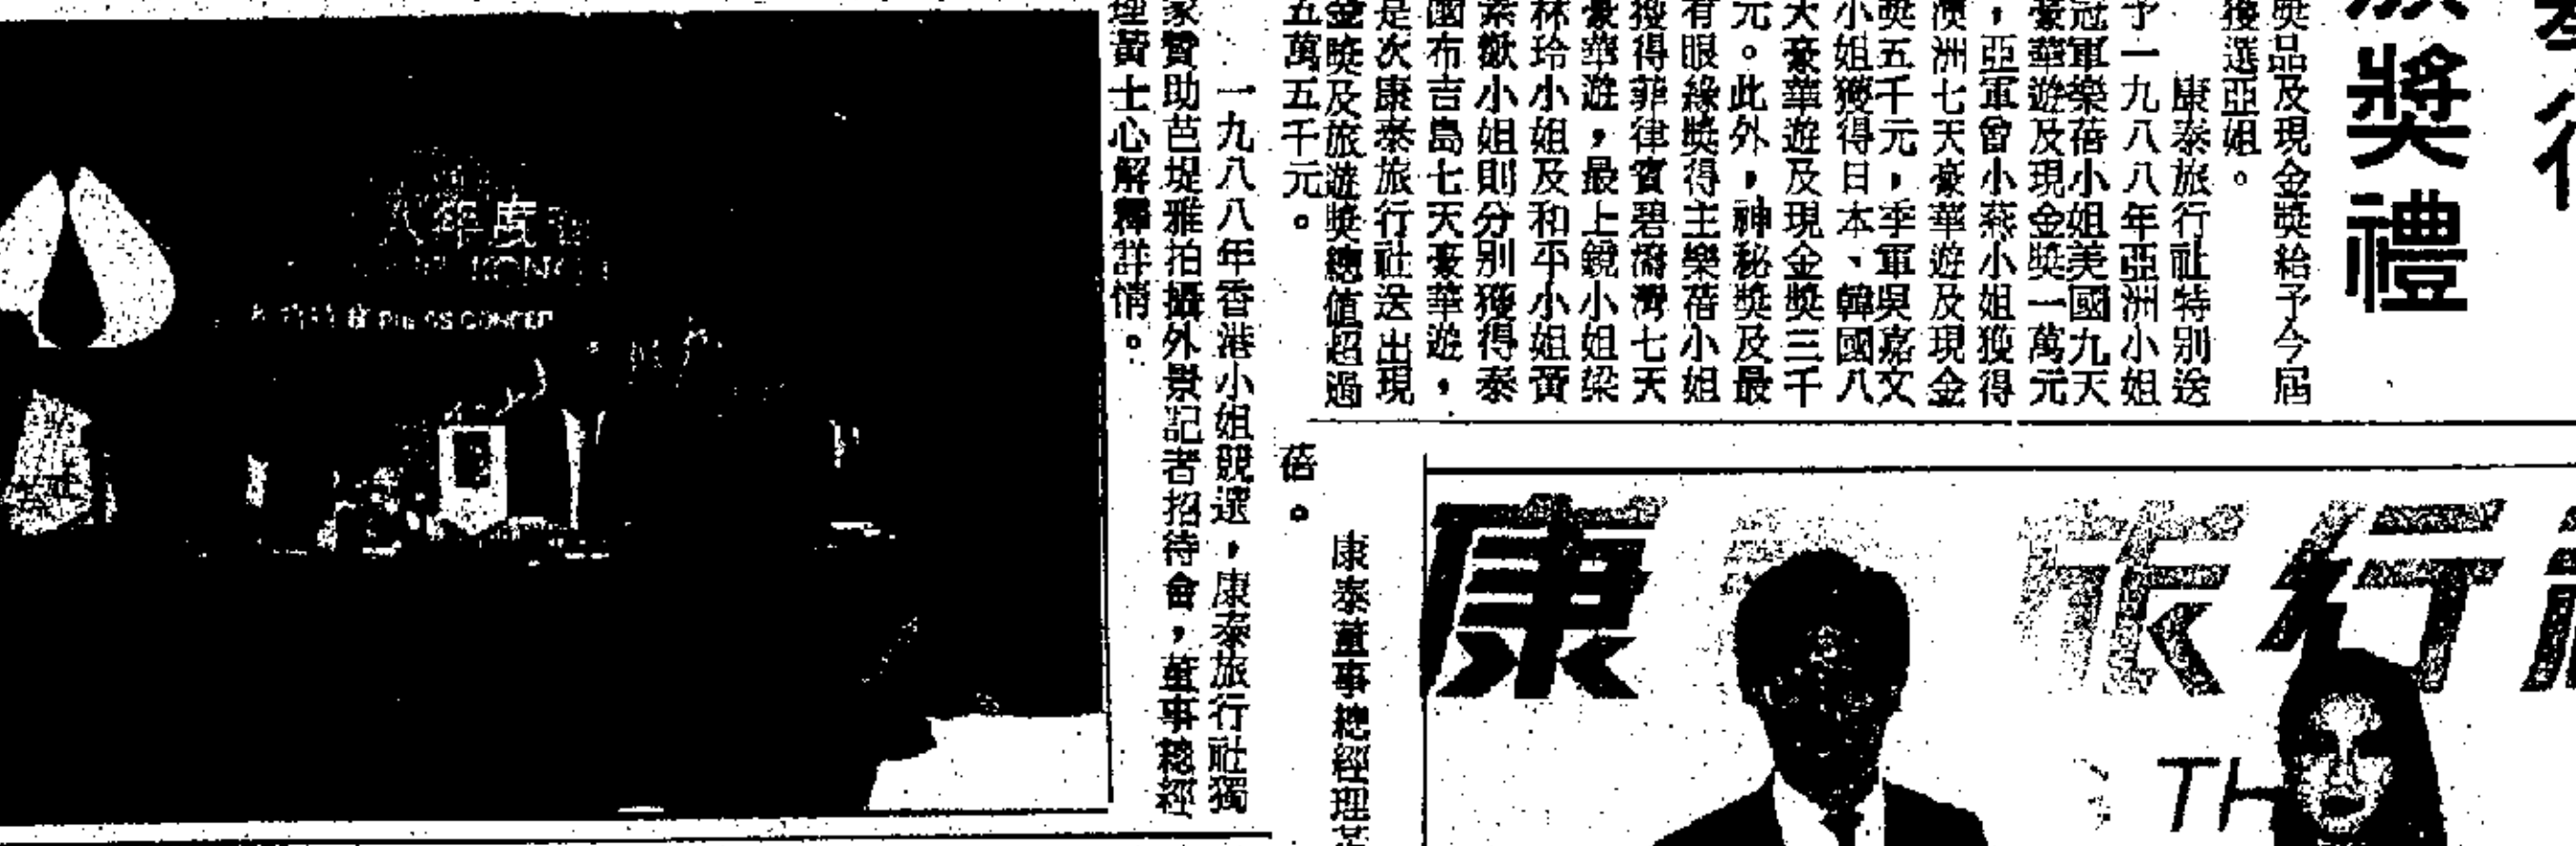 獎禮
獎品及現金獎給予今屆
獲選亞姐。
康泰旅行社特別送
予一九八八年亞洲小姐
冠軍樂蓓小姐美國九天
豪華遊及現金獎一萬元
，亞軍曾小燕小姐獲得
澳洲七天豪華遊及現金
獎五千元，季軍吳嘉文
小姐獲得日本、韓國八
天豪華遊及現金獎三千
元。此外，神秘獎及最
有眼緣獎得主樂蓓小姐
獲得菲律賓碧瑤灣七天
豪華遊，最上鏡小姐梁
林玲小姐及和平小姐黃
素歡小姐則分別獲得泰
國布吉島七天豪華遊，
是次康泰旅行社送出現
金獎及旅遊獎總值超過
五萬五千元。
一九八八年香港小姐競選，康泰旅行社獨
家贊助芭堤雅拍攝外景記者招待會，董事總經
理黃士心解釋詳情。
年度
康 旅行
TH
康泰董事總經理
蓓。